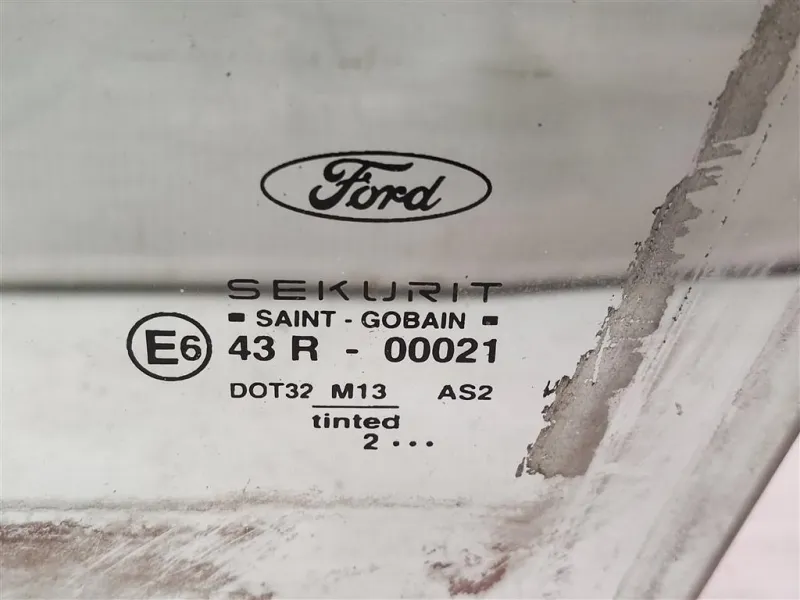 Ford
SEKURIT
SAINT - GOBAIN
E6 43 R - 00021
DOT32 M13 AS2
tinted
2 ...